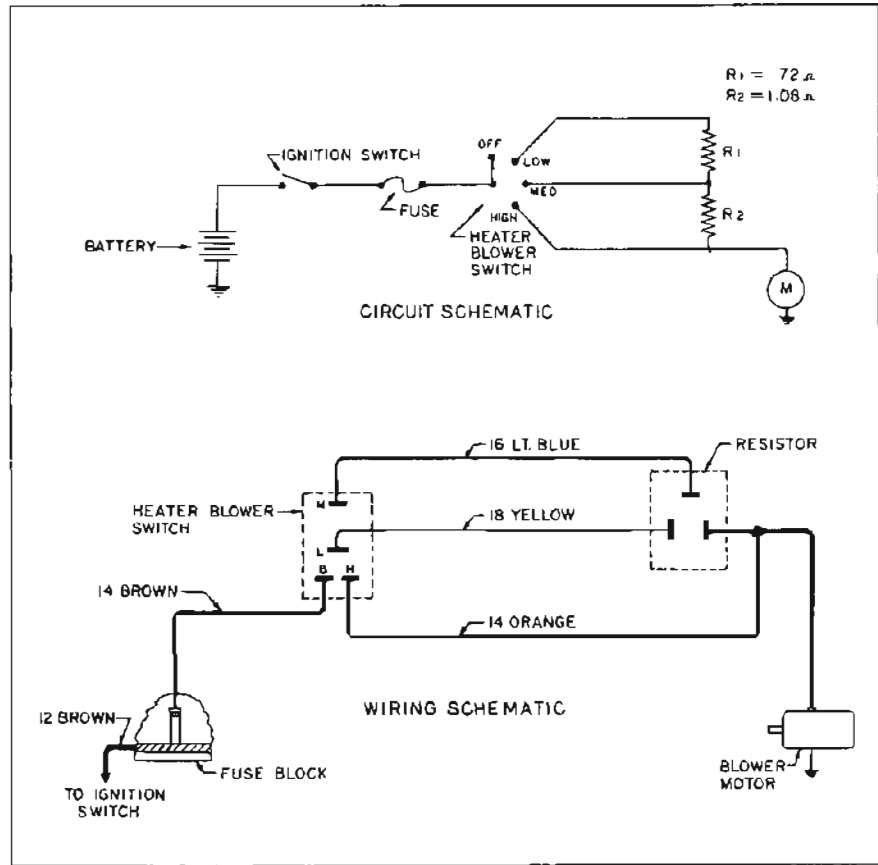 R1 = 72 Ω
R2 = 1.08 Ω
OFF
IGNITION SWITCH
LOW
R1
MED
FUSE
HIGH
R2
BATTERY
HEATER
BLOWER
SWITCH
M
CIRCUIT SCHEMATIC
16 LT. BLUE
RESISTOR
M
HEATER BLOWER
SWITCH
18 YELLOW
L
B H
14 BROWN
14 ORANGE
WIRING SCHEMATIC
12 BROWN
FUSE BLOCK
BLOWER
MOTOR
TO IGNITION
SWITCH